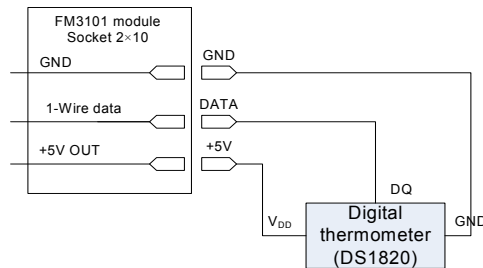 FM3101 module
Socket 2×10
GND
GND
1-Wire data
DATA
+5V OUT
+5V
DQ
V_DD
Digital
thermometer
(DS1820)
GND